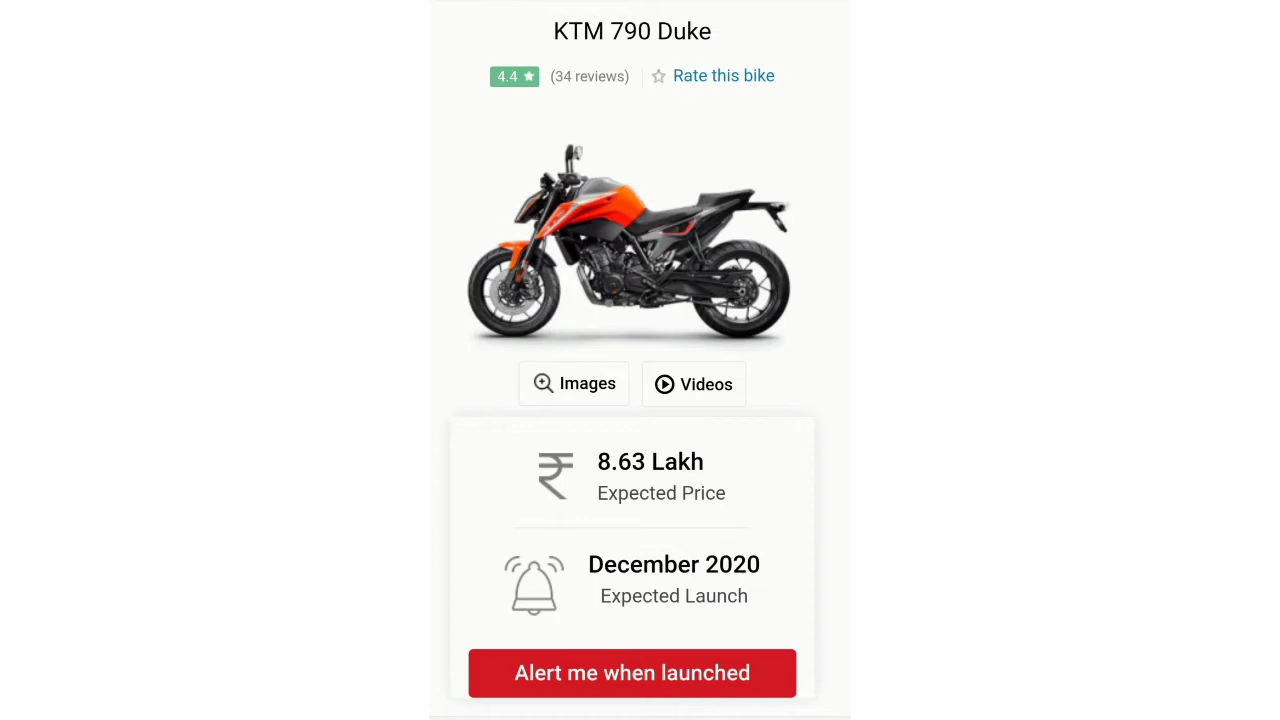 KTM 790 Duke
4.4 ★ (34 reviews) Rate this bike
Images Videos
₹ 8.63 Lakh
Expected Price
December 2020
Expected Launch
Alert me when launched